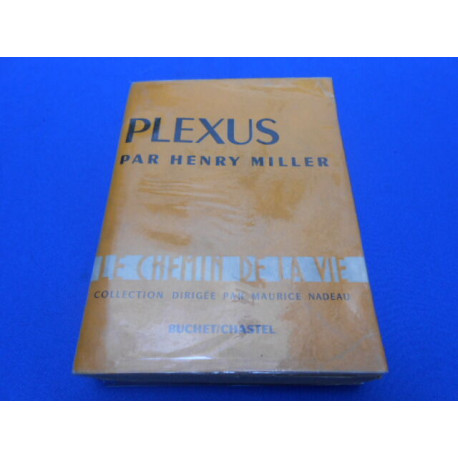 PLEXUS
PAR HENRY MILLER
LE CHEMIN DE LA VIE
COLLECTION DIRIGÉE PAR MAURICE NADEAU
BUCHET/CHASTEL